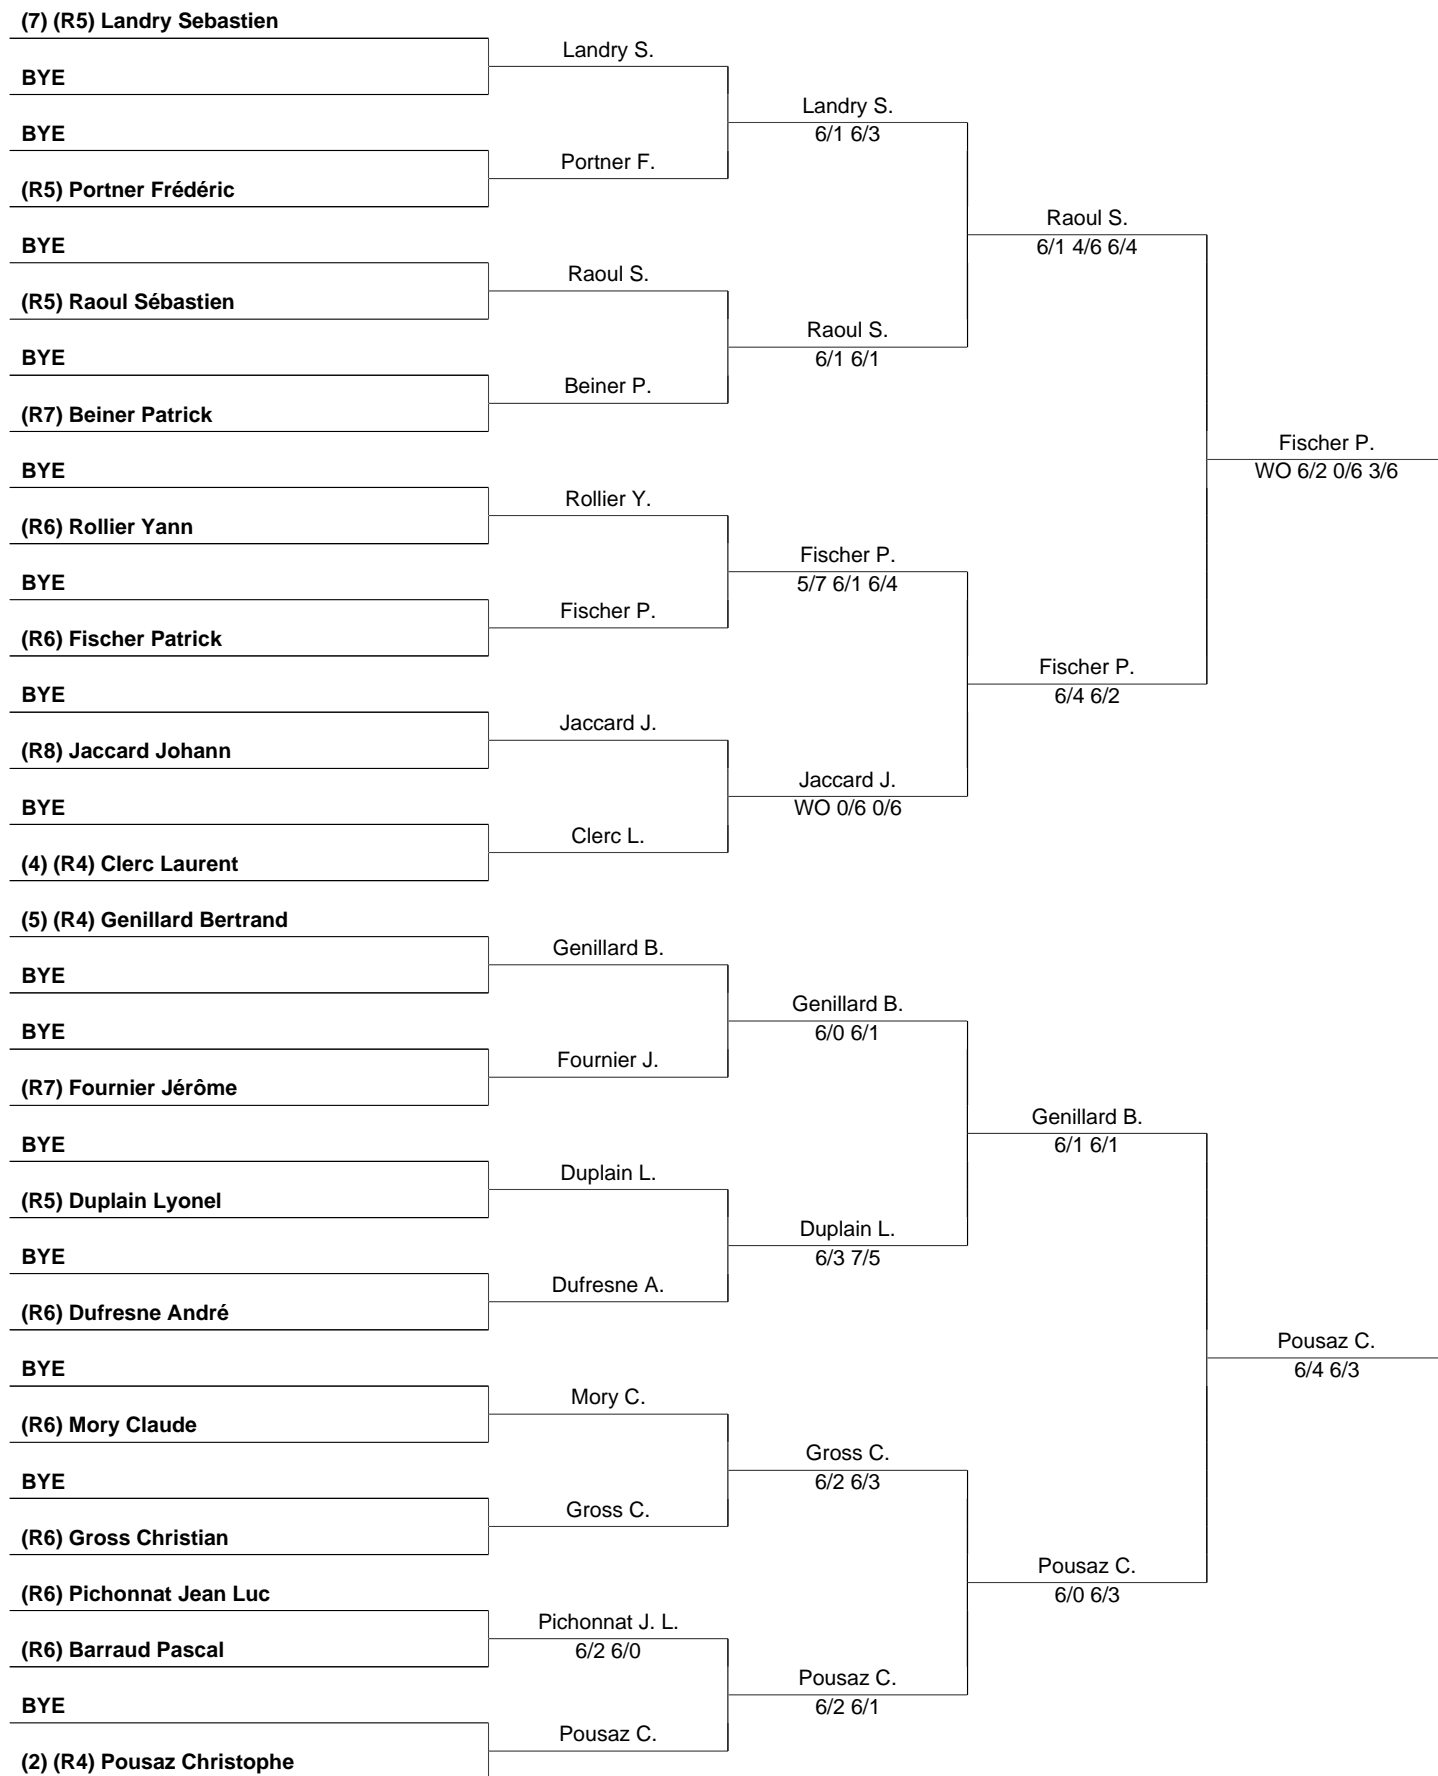 (7) (R5) Landry Sebastien
Landry S.
BYE
Landry S.
6/1 6/3
BYE
Portner F.
(R5) Portner Frédéric
Raoul S.
6/1 4/6 6/4
BYE
Raoul S.
(R5) Raoul Sébastien
Raoul S.
6/1 6/1
BYE
Beiner P.
(R7) Beiner Patrick
Fischer P.
WO 6/2 0/6 3/6
BYE
Rollier Y.
(R6) Rollier Yann
Fischer P.
5/7 6/1 6/4
BYE
Fischer P.
(R6) Fischer Patrick
Fischer P.
6/4 6/2
BYE
Jaccard J.
(R8) Jaccard Johann
Jaccard J.
WO 0/6 0/6
BYE
Clerc L.
(4) (R4) Clerc Laurent
(5) (R4) Genillard Bertrand
Genillard B.
BYE
Genillard B.
6/0 6/1
BYE
Fournier J.
(R7) Fournier Jérôme
Genillard B.
6/1 6/1
BYE
Duplain L.
(R5) Duplain Lyonel
Duplain L.
6/3 7/5
BYE
Dufresne A.
(R6) Dufresne André
Pousaz C.
6/4 6/3
BYE
Mory C.
(R6) Mory Claude
Gross C.
6/2 6/3
BYE
Gross C.
(R6) Gross Christian
Pousaz C.
6/0 6/3
(R6) Pichonnat Jean Luc
Pichonnat J. L.
6/2 6/0
(R6) Barraud Pascal
Pousaz C.
6/2 6/1
BYE
Pousaz C.
(2) (R4) Pousaz Christophe